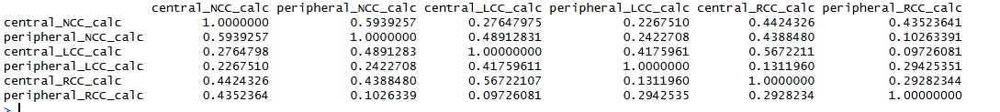 central_NCC_calc peripheral_NCC_calc central_LCC_calc peripheral_LCC_calc central_RCC_calc peripheral_RCC_calc
central_NCC_calc 1.0000000 0.5939257 0.27647975 0.2267510 0.4424326 0.43523641
peripheral_NCC_calc 0.5939257 1.0000000 0.48912831 0.2422708 0.4388480 0.10263391
central_LCC_calc 0.2764798 0.4891283 1.00000000 0.4175961 0.5672211 0.09726081
peripheral_LCC_calc 0.2267510 0.2422708 0.41759611 1.0000000 0.1311960 0.29425351
central_RCC_calc 0.4424326 0.4388480 0.56722107 0.1311960 1.0000000 0.29282344
peripheral_RCC_calc 0.4352364 0.1026339 0.09726081 0.2942535 0.2928234 1.00000000
>